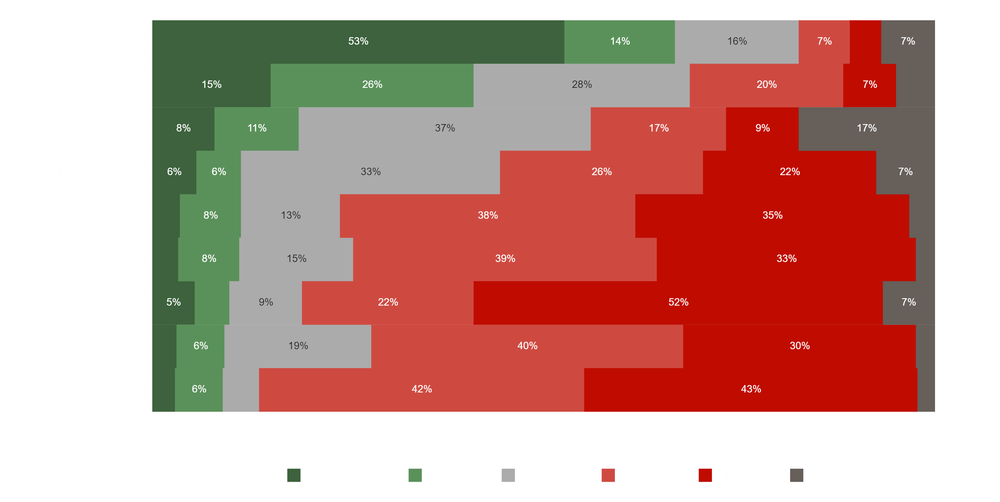 53% 14% 16% 7% 7%
15% 26% 28% 20% 7%
8% 11% 37% 17% 9% 17%
6% 6% 33% 26% 22% 7%
8% 13% 38% 35%
8% 15% 39% 33%
5% 9% 22% 52% 7%
6% 19% 40% 30%
6% 42% 43%